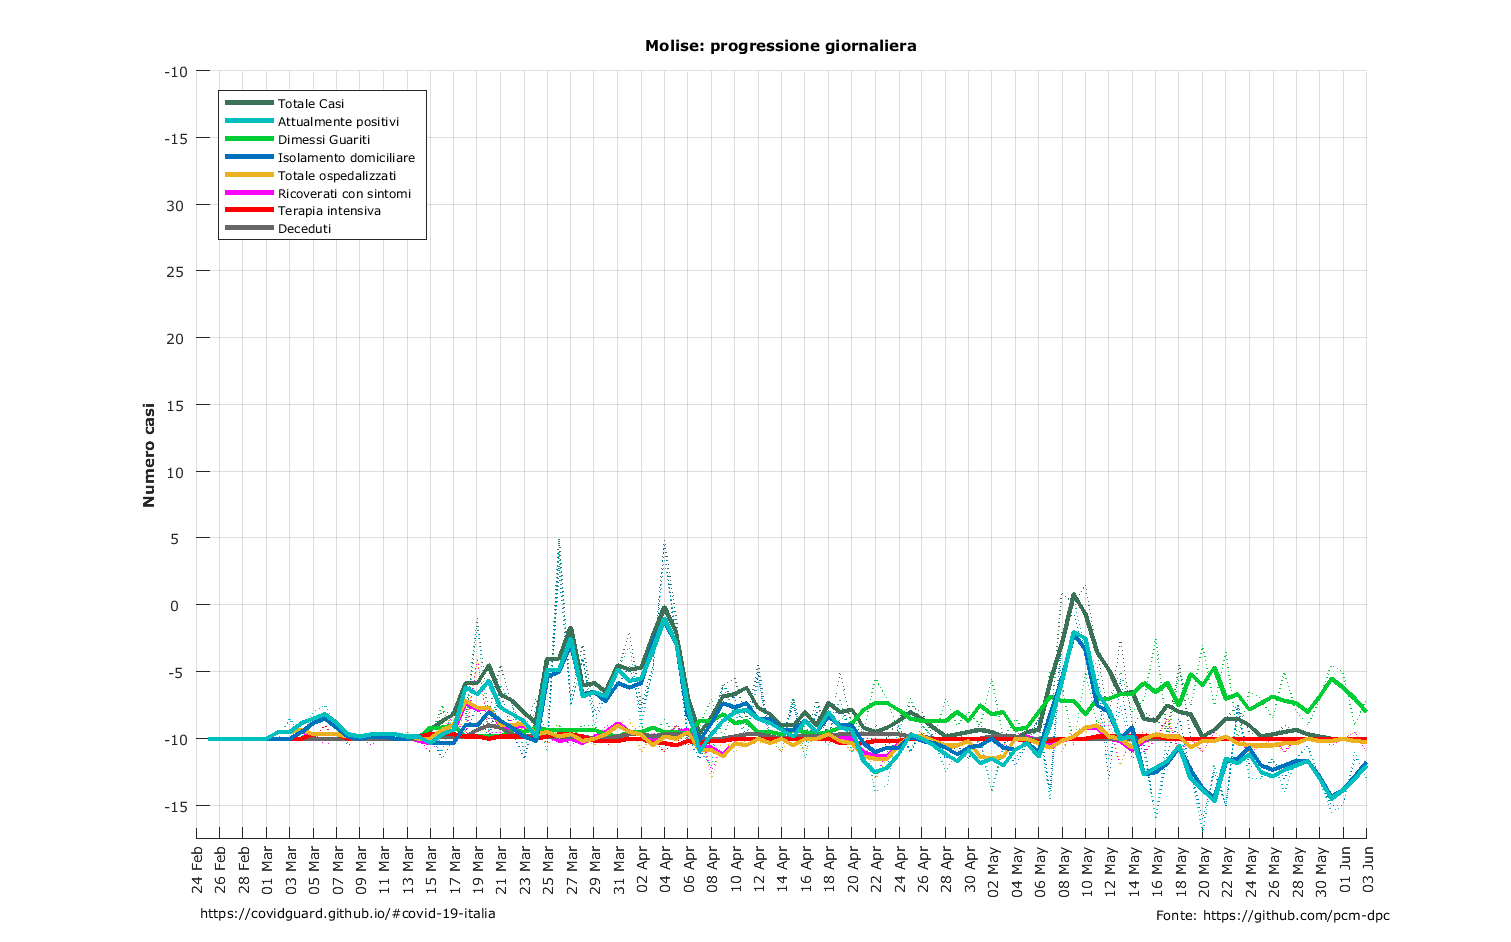 Molise: progressione giornaliera
-10
-15
30
25
20
15
10
5
0
-5
-10
-15
Numero casi
Totale Casi
Attualmente positivi
Dimessi Guariti
Isolamento domiciliare
Totale ospedalizzati
Ricoverati con sintomi
Terapia intensiva
Deceduti
24 Feb
26 Feb
28 Feb
01 Mar
03 Mar
05 Mar
07 Mar
09 Mar
11 Mar
13 Mar
15 Mar
17 Mar
19 Mar
21 Mar
23 Mar
25 Mar
27 Mar
29 Mar
31 Mar
02 Apr
04 Apr
06 Apr
08 Apr
10 Apr
12 Apr
14 Apr
16 Apr
18 Apr
20 Apr
22 Apr
24 Apr
26 Apr
28 Apr
30 Apr
02 May
04 May
06 May
08 May
10 May
12 May
14 May
16 May
18 May
20 May
22 May
24 May
26 May
28 May
30 May
01 Jun
03 Jun
https://covidguard.github.io/#covid-19-italia
Fonte: https://github.com/pcm-dpc